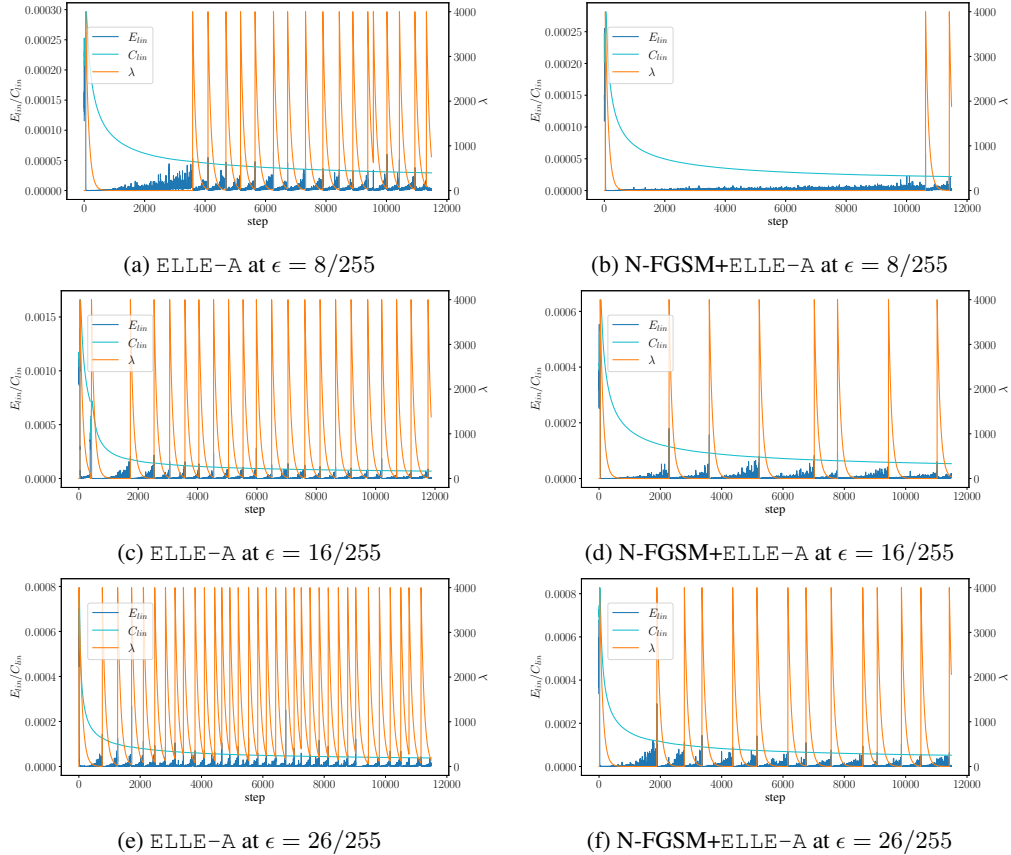 0.00030
0.00025
0.00020
0.00015
0.00010
0.00005
0.00000
E_lin/C_lin
E_lin
C_lin
λ
4000
3000
2000
1000
0
λ
0 2000 4000 6000 8000 10000 12000
step
(a) ELLE-A at ϵ = 8/255
0.00025
0.00020
0.00015
0.00010
0.00005
0.00000
E_lin/C_lin
E_lin
C_lin
λ
4000
3000
2000
1000
0
λ
0 2000 4000 6000 8000 10000 12000
step
(b) N-FGSM+ELLE-A at ϵ = 8/255
0.0015
0.0010
0.0005
0.0000
E_lin/C_lin
E_lin
C_lin
λ
4000
3000
2000
1000
0
λ
0 2000 4000 6000 8000 10000 12000
step
(c) ELLE-A at ϵ = 16/255
0.0006
0.0004
0.0002
0.0000
E_lin/C_lin
E_lin
C_lin
λ
4000
3000
2000
1000
0
λ
0 2000 4000 6000 8000 10000 12000
step
(d) N-FGSM+ELLE-A at ϵ = 16/255
0.0008
0.0006
0.0004
0.0002
0.0000
E_lin/C_lin
E_lin
C_lin
λ
4000
3000
2000
1000
0
λ
0 2000 4000 6000 8000 10000 12000
step
(e) ELLE-A at ϵ = 26/255
0.0008
0.0006
0.0004
0.0002
0.0000
E_lin/C_lin
E_lin
C_lin
λ
4000
3000
2000
1000
0
λ
0 2000 4000 6000 8000 10000 12000
step
(f) N-FGSM+ELLE-A at ϵ = 26/255